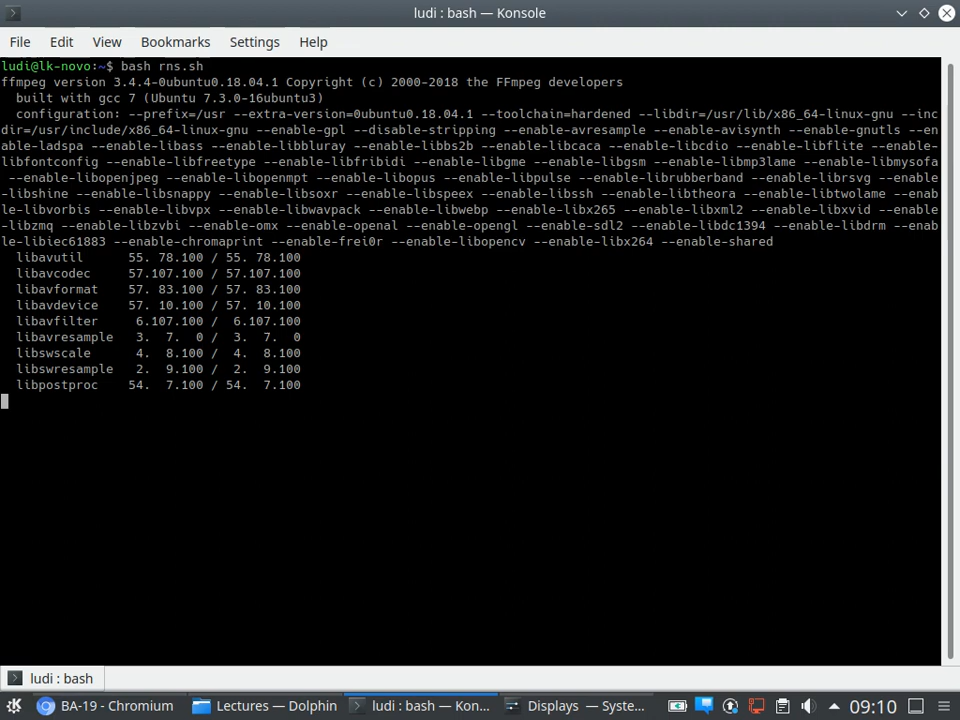 ludi : bash — Konsole
File Edit View Bookmarks Settings Help
ludi@lk-novo:~$ bash rns.sh
ffmpeg version 3.4.4-0ubuntu0.18.04.1 Copyright (c) 2000-2018 the FFmpeg developers
  built with gcc 7 (Ubuntu 7.3.0-16ubuntu3)
  configuration: --prefix=/usr --extra-version=0ubuntu0.18.04.1 --toolchain=hardened --libdir=/usr/lib/x86_64-linux-gnu --inc
dir=/usr/include/x86_64-linux-gnu --enable-gpl --disable-stripping --enable-avresample --enable-avisynth --enable-gnutls --en
able-ladspa --enable-libass --enable-libbluray --enable-libbs2b --enable-libcaca --enable-libcdio --enable-libflite --enable-
libfontconfig --enable-libfreetype --enable-libfribidi --enable-libgme --enable-libgsm --enable-libmp3lame --enable-libmysofa
 --enable-libopenjpeg --enable-libopenmpt --enable-libopus --enable-libpulse --enable-librubberband --enable-librsvg --enable
-libshine --enable-libsnappy --enable-libsoxr --enable-libspeex --enable-libssh --enable-libtheora --enable-libtwolame --enab
le-libvorbis --enable-libvpx --enable-libwavpack --enable-libwebp --enable-libx265 --enable-libxml2 --enable-libxvid --enable
-libzmq --enable-libzvbi --enable-omx --enable-openal --enable-opengl --enable-sdl2 --enable-libdc1394 --enable-libdrm --enab
le-libiec61883 --enable-chromaprint --enable-frei0r --enable-libopencv --enable-libx264 --enable-shared
  libavutil      55. 78.100 / 55. 78.100
  libavcodec     57.107.100 / 57.107.100
  libavformat    57. 83.100 / 57. 83.100
  libavdevice    57. 10.100 / 57. 10.100
  libavfilter     6.107.100 /  6.107.100
  libavresample   3.  7.  0 /  3.  7.  0
  libswscale      4.  8.100 /  4.  8.100
  libswresample   2.  9.100 /  2.  9.100
  libpostproc    54.  7.100 / 54.  7.100
ludi : bash
BA-19 - Chromium Lectures — Dolphin ludi : bash — Kon... Displays — Syste... 09:10